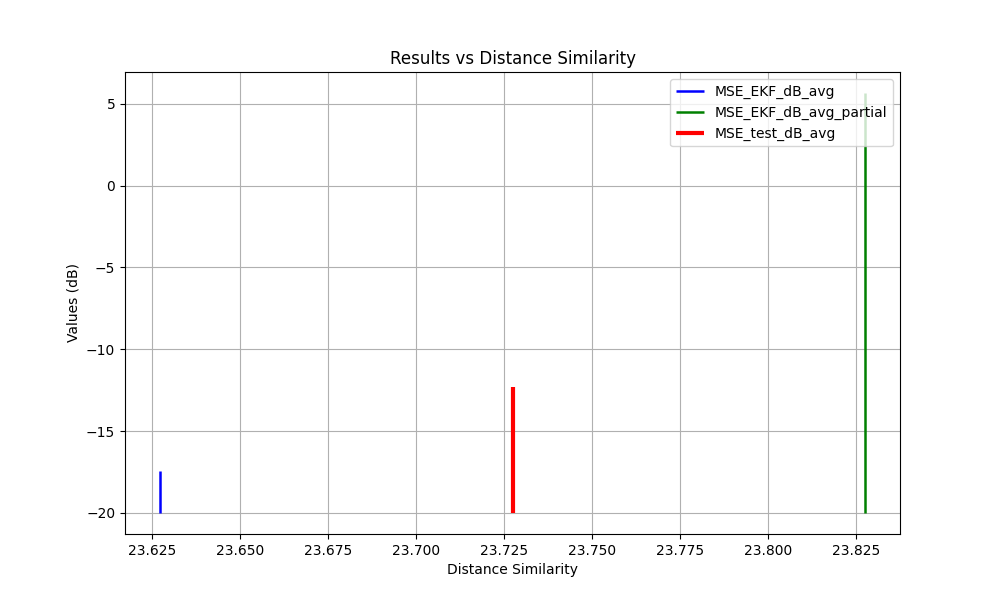 Results vs Distance Similarity
MSE_EKF_dB_avg
MSE_EKF_dB_avg_partial
MSE_test_dB_avg
Values (dB)
5
0
−5
−10
−15
−20
23.625 23.650 23.675 23.700 23.725 23.750 23.775 23.800 23.825
Distance Similarity